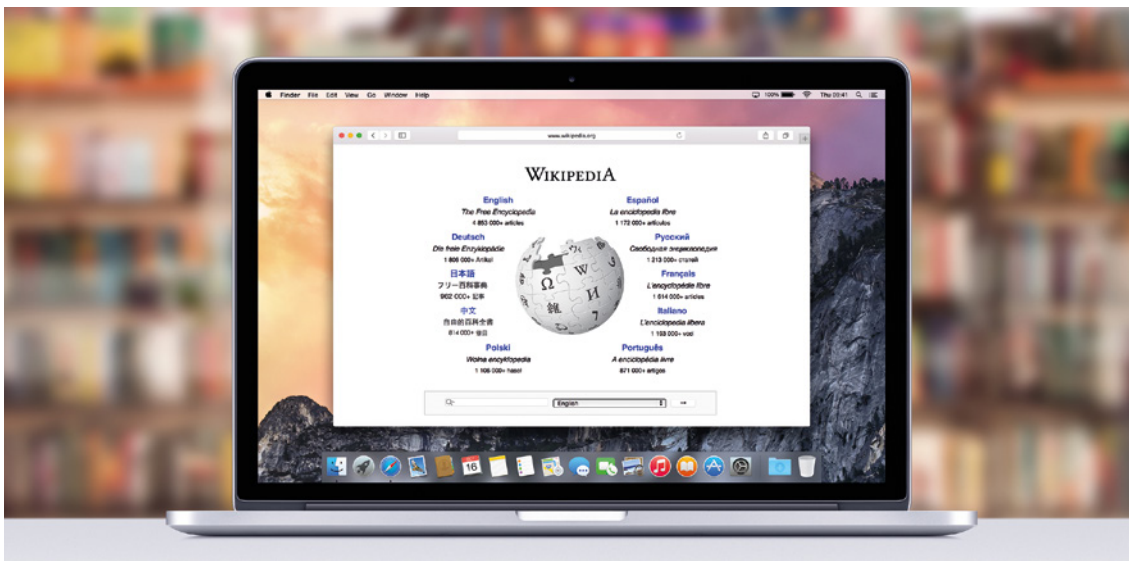 Finder File Edit View Go Window Help
100% Thu
www.wikipedia.org
WIKIPEDIA
English
The Free Encyclopedia
4 853 000+ articles
Español
La enciclopedia libre
1 172 000+ artículos
Deutsch
Die freie Enzyklopädie
1 806 000+ Artikel
Русский
Свободная энциклопедия
1 213 000+ статей
日本語
フリー百科事典
962 000+ 記事
Français
L'encyclopédie libre
1 614 000+ articles
中文
自由的百科全書
814 000+ 條目
Italiano
L'enciclopedia libera
1 193 000+ voci
Polski
Wolna encyklopedia
1 106 000+ haseł
Português
A enciclopédia livre
871 000+ artigos
Ω W И 維
English
16